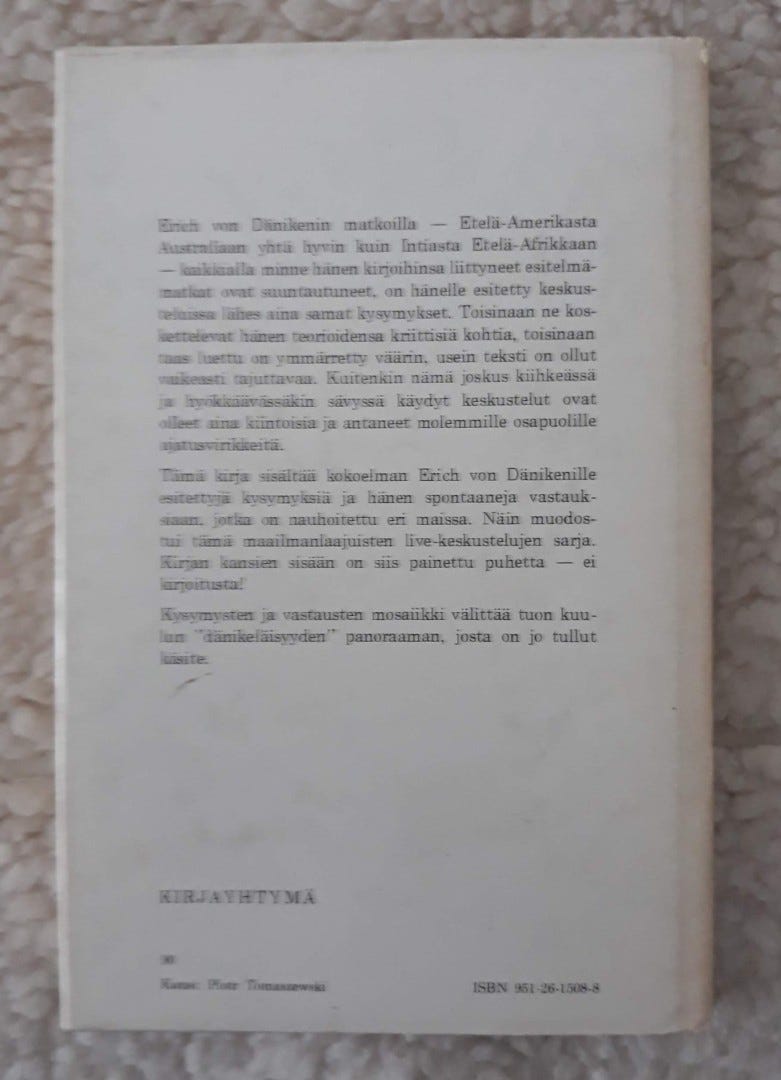 Erich von Dänikenin matkoilla — Etelä-Amerikasta
Australiaan yhtä hyvin kuin Intiasta Etelä-Afrikkaan
— kaikkialla minne hänen kirjoihinsa liittyneet esitelmä-
matkat ovat suuntautuneet, on hänelle esitetty keskus-
teluissa lähes aina samat kysymykset. Toisinaan ne kos-
kettelevat hänen teorioidensa kriittisiä kohtia, toisinaan
taas luettu on ymmärretty väärin, usein teksti on ollut
vaikeasti tajuttavaa. Kuitenkin nämä joskus kiihkeässä
ja hyökkäävässäkin sävyssä käydyt keskustelut ovat
olleet aina kiintoisia ja antaneet molemmille osapuolille
ajatusvirikkeitä.
Tämä kirja sisältää kokoelman Erich von Dänikenille
esitettyjä kysymyksiä ja hänen spontaaneja vastauk-
siaan, jotka on nauhoitettu eri maissa. Näin muodos-
tui tämä maailmanlaajuisten live-keskustelujen sarja.
Kirjan kansien sisään on siis painettu puhetta — ei
kirjoitusta!
Kysymysten ja vastausten mosaiikki välittää tuon kuu-
lun "dänikeläisyyden" panoraaman, josta on jo tullut
käsite.
KIRJAYHTYMÄ
90
Kansi: Piotr Tomaszewski
ISBN 951-26-1508-8